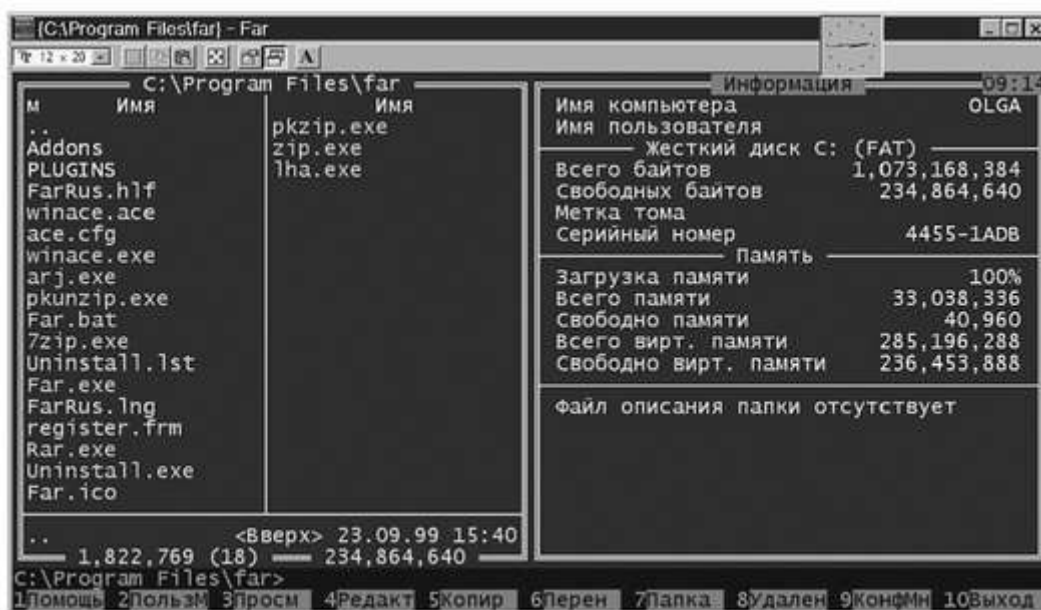 {C:\Program Files\far} - Far
12 x 20
A
C:\Program Files\far
м Имя Имя
..
Addons
PLUGINS
FarRus.hlf
winace.ace
ace.cfg
winace.exe
arj.exe
pkunzip.exe
Far.bat
7zip.exe
Uninstall.lst
Far.exe
FarRus.lng
register.frm
Rar.exe
Uninstall.exe
Far.ico
pkzip.exe
zip.exe
lha.exe
.. <Вверх> 23.09.99 15:40
1,822,769 (18) 234,864,640
Информация 09:14
Имя компьютера OLGA
Имя пользователя
Жесткий диск C: (FAT)
Всего байтов 1,073,168,384
Свободных байтов 234,864,640
Метка тома
Серийный номер 4455-1ADB
Память
Загрузка памяти 100%
Всего памяти 33,038,336
Свободно памяти 40,960
Всего вирт. памяти 285,196,288
Свободно вирт. памяти 236,453,888
Файл описания папки отсутствует
C:\Program Files\far>
1Помощь 2ПользМ 3Просм 4Редакт 5Копир 6Перен 7Папка 8Удален 9КонфМн 10Выход